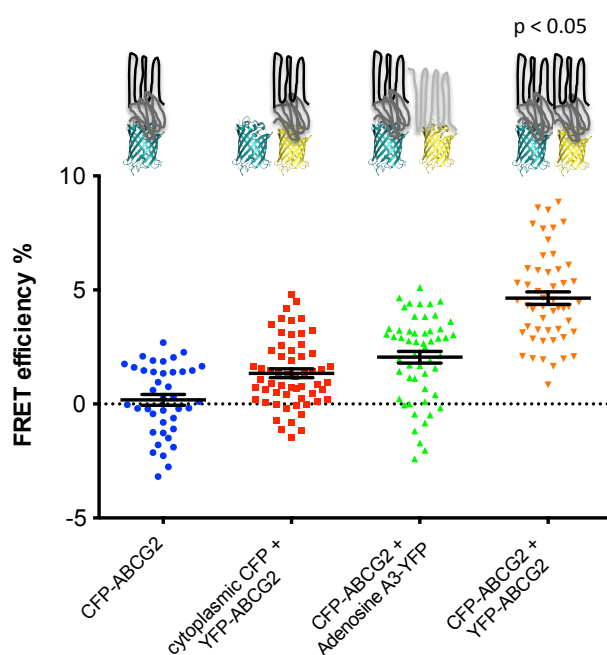 p < 0.05
FRET efficiency %
10
5
0
-5
CFP-ABCG2
cytoplasmic CFP +
YFP-ABCG2
CFP-ABCG2 +
Adenosine A3-YFP
CFP-ABCG2 +
YFP-ABCG2